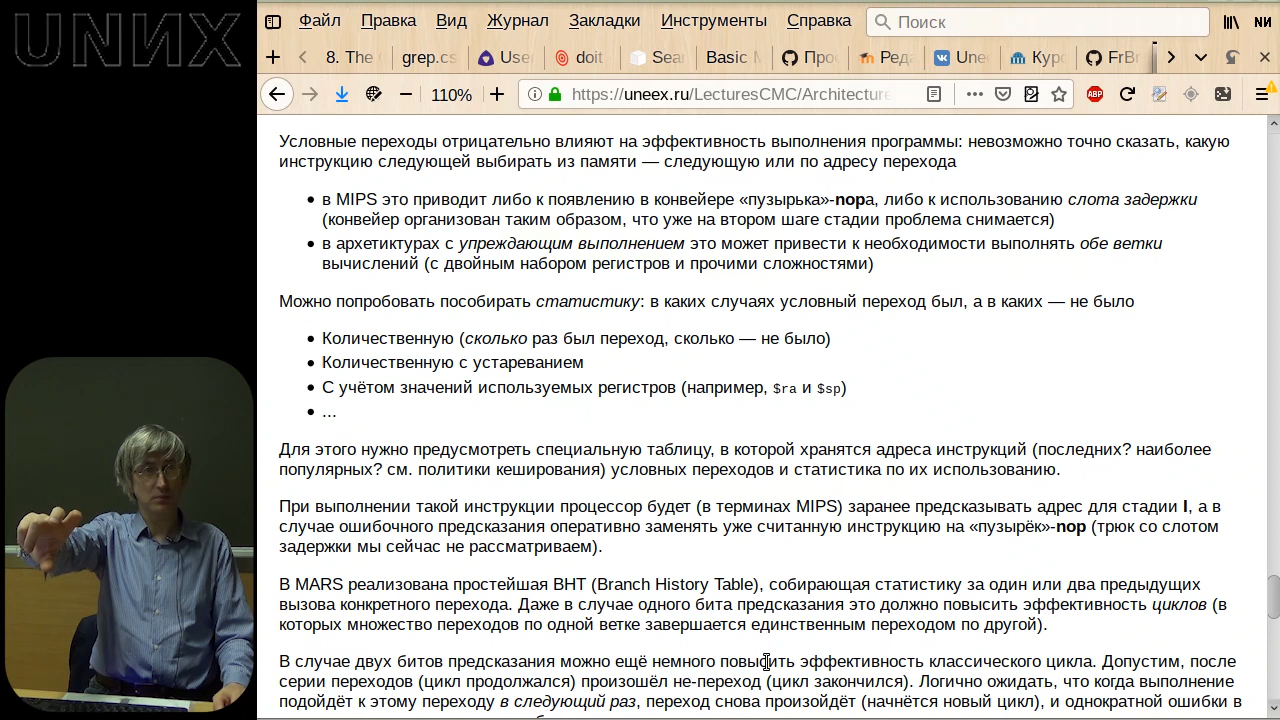 UNИX
Файл Правка Вид Журнал Закладки Инструменты Справка Поиск
8. The grep.cs Use doit Sear Basic M Про Реда Unee Курс FrBr
110% https://uneex.ru/LecturesCMC/Architecture ABP
Условные переходы отрицательно влияют на эффективность выполнения программы: невозможно точно сказать, какую
инструкцию следующей выбирать из памяти — следующую или по адресу перехода
• в MIPS это приводит либо к появлению в конвейере «пузырька»-nopа, либо к использованию слота задержки
(конвейер организован таким образом, что уже на втором шаге стадии проблема снимается)
• в архетиктурах с упреждающим выполнением это может привести к необходимости выполнять обе ветки
вычислений (с двойным набором регистров и прочими сложностями)
Можно попробовать пособирать статистику: в каких случаях условный переход был, а в каких — не было
• Количественную (сколько раз был переход, сколько — не было)
• Количественную с устареванием
• С учётом значений используемых регистров (например, $ra и $sp)
• ...
Для этого нужно предусмотреть специальную таблицу, в которой хранятся адреса инструкций (последних? наиболее
популярных? см. политики кеширования) условных переходов и статистика по их использованию.
При выполнении такой инструкции процессор будет (в терминах MIPS) заранее предсказывать адрес для стадии I, а в
случае ошибочного предсказания оперативно заменять уже считанную инструкцию на «пузырёк»-nop (трюк со слотом
задержки мы сейчас не рассматриваем).
В MARS реализована простейшая BHT (Branch History Table), собирающая статистику за один или два предыдущих
вызова конкретного перехода. Даже в случае одного бита предсказания это должно повысить эффективность циклов (в
которых множество переходов по одной ветке завершается единственным переходом по другой).
В случае двух битов предсказания можно ещё немного повысить эффективность классического цикла. Допустим, после
серии переходов (цикл продолжался) произошёл не-переход (цикл закончился). Логично ожидать, что когда выполнение
подойдёт к этому переходу в следующий раз, переход снова произойдёт (начнётся новый цикл), и однократной ошибки в